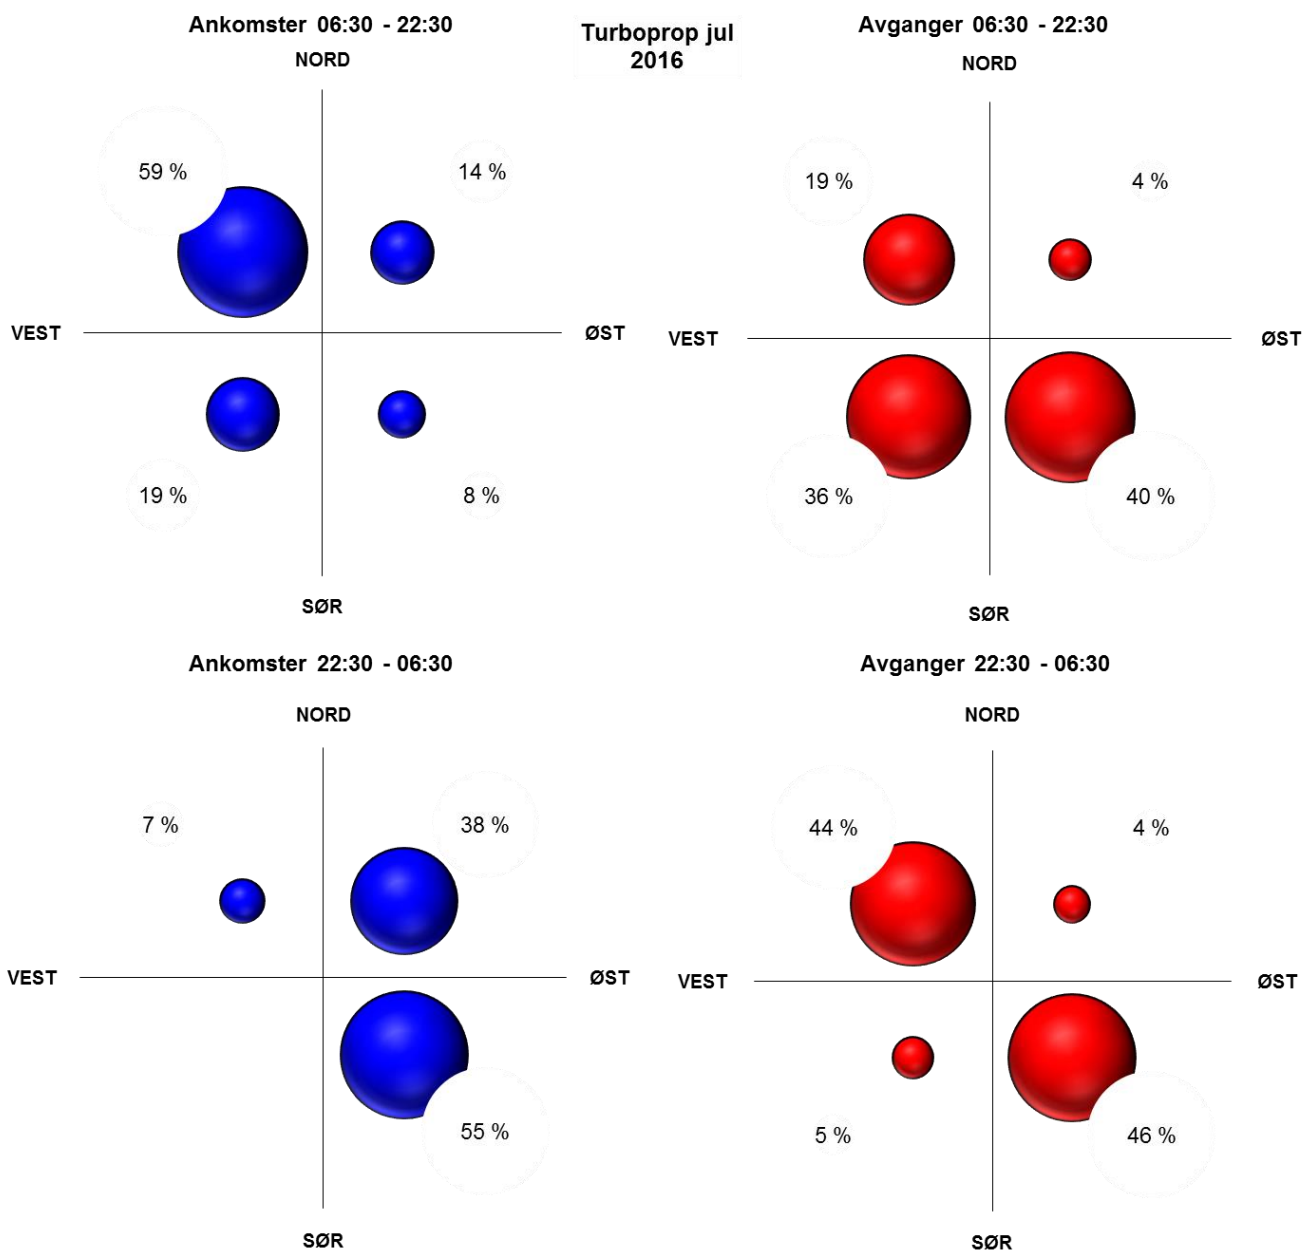 Ankomster 06:30 - 22:30
NORD
59 %
14 %
VEST
ØST
19 %
8 %
SØR
Turboprop jul
2016
Avganger 06:30 - 22:30
NORD
19 %
4 %
VEST
ØST
36 %
40 %
SØR
Ankomster 22:30 - 06:30
NORD
7 %
38 %
VEST
ØST
55 %
SØR
Avganger 22:30 - 06:30
NORD
44 %
4 %
VEST
ØST
5 %
46 %
SØR